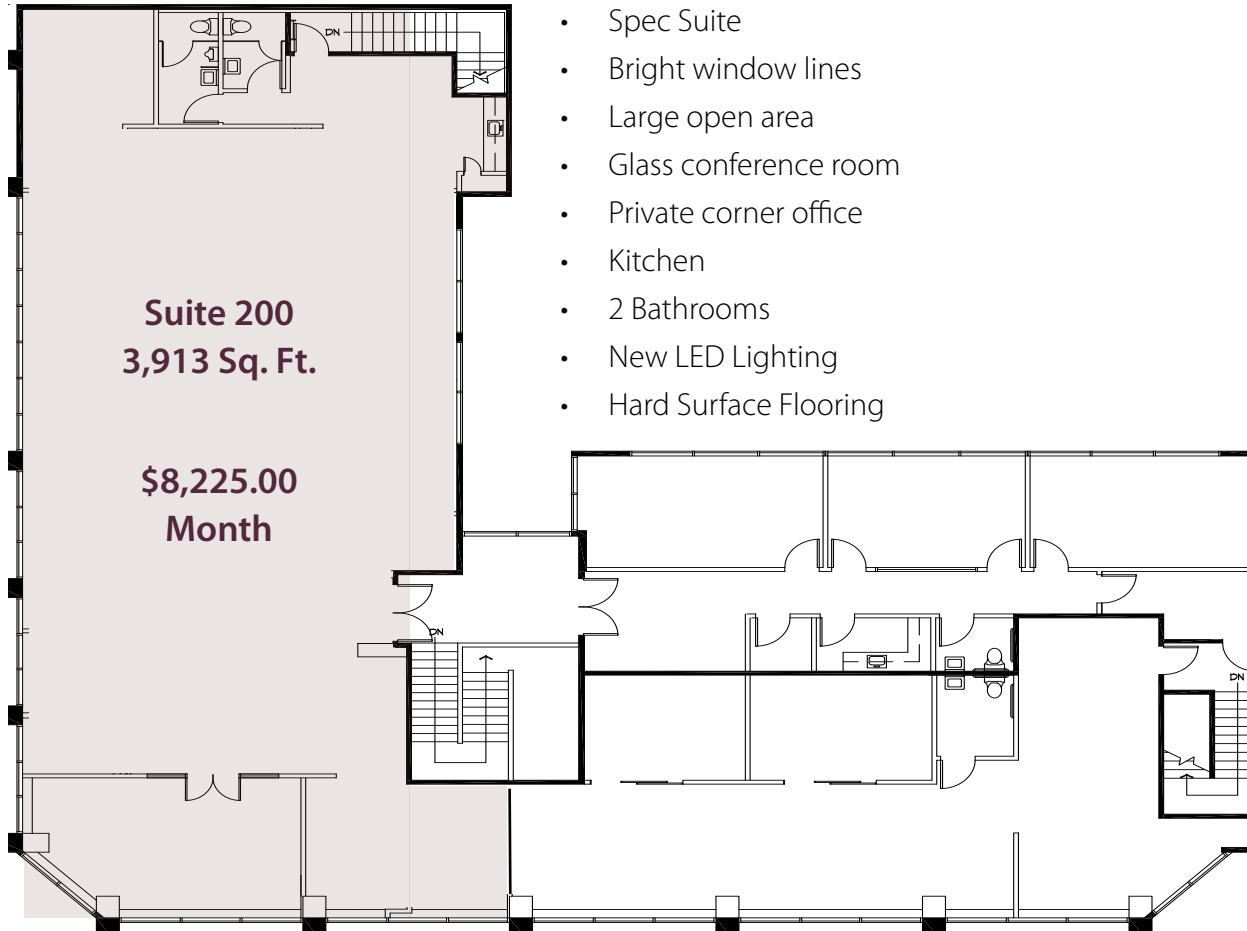 • Spec Suite
• Bright window lines
• Large open area
• Glass conference room
• Private corner office
• Kitchen
• 2 Bathrooms
• New LED Lighting
• Hard Surface Flooring
DN
Suite 200
3,913 Sq. Ft.
$8,225.00
Month
DN
DN